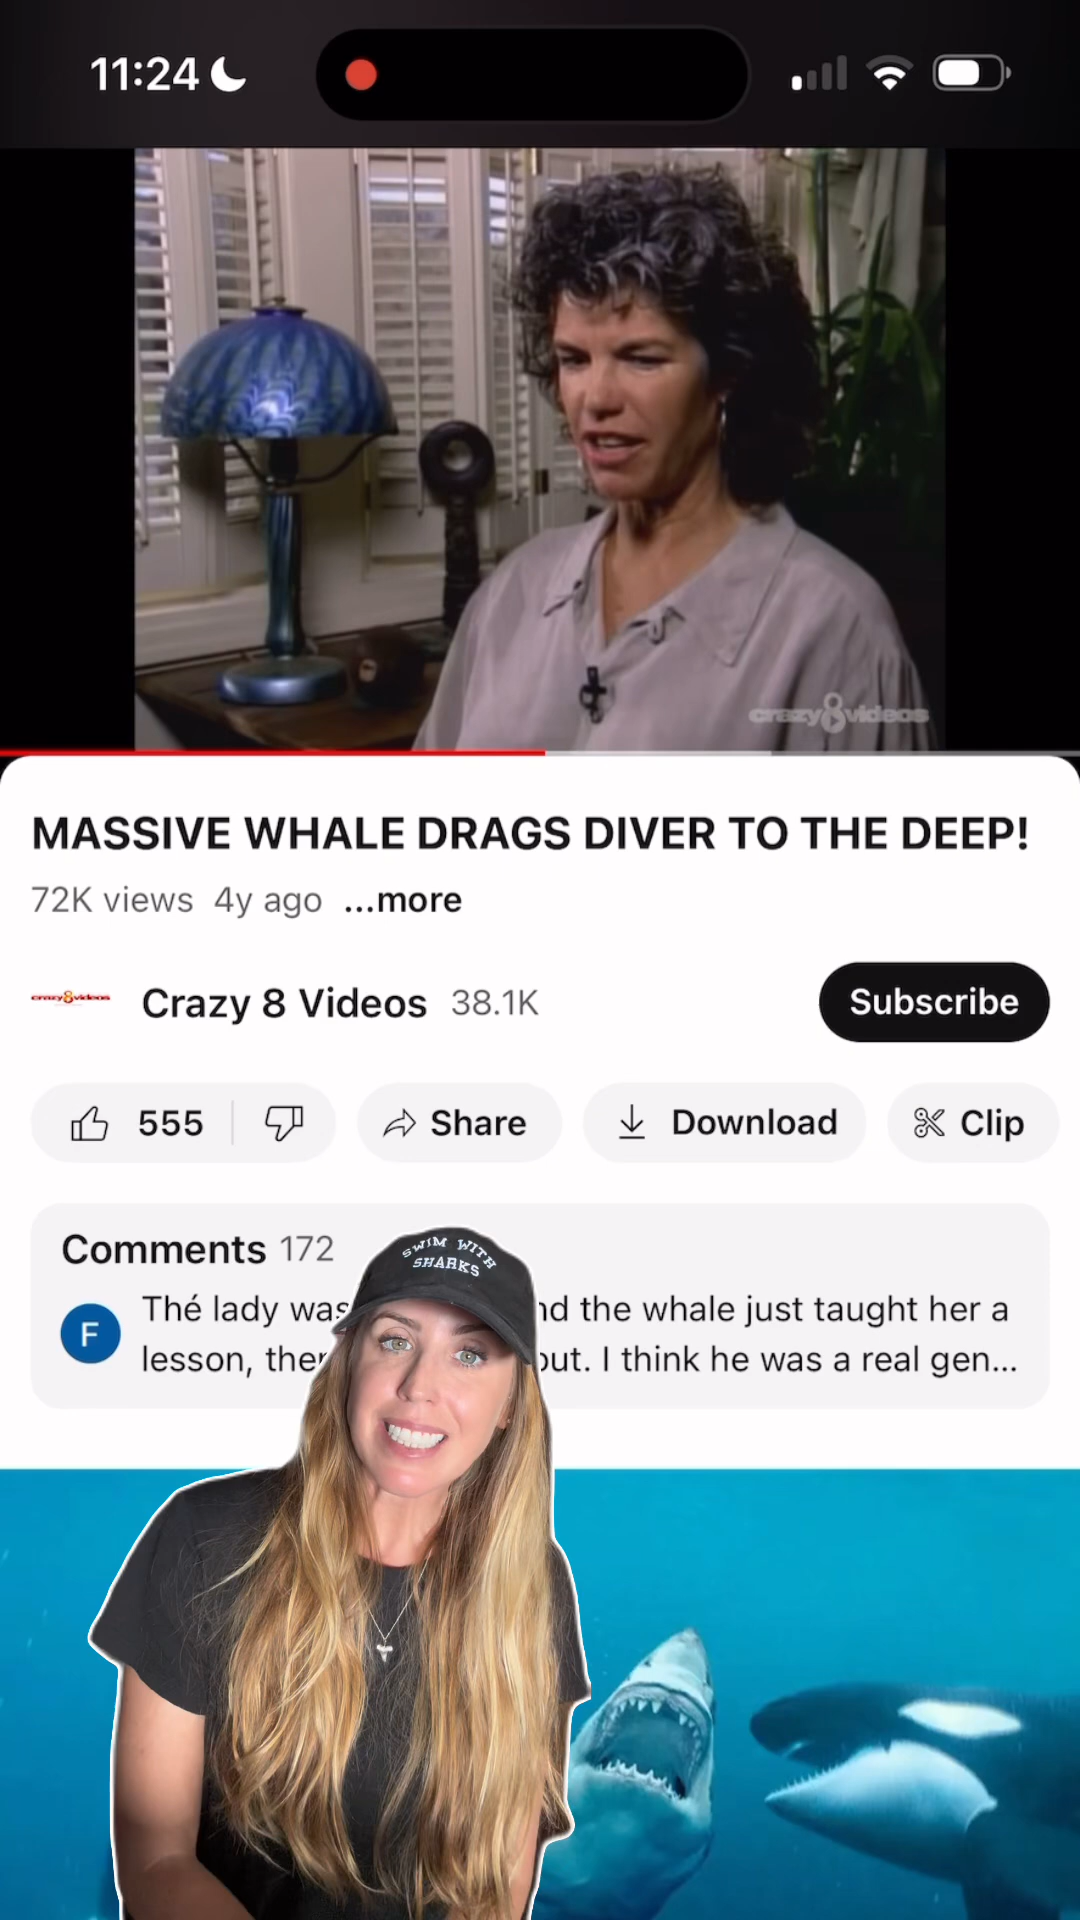 11:24
crazy8videos
MASSIVE WHALE DRAGS DIVER TO THE DEEP!
72K views 4y ago ...more
crazy8videos
Crazy 8 Videos 38.1K
Subscribe
555
Share
Download
Clip
Comments 172
F
Thé lady was nd the whale just taught her a
lesson, ther out. I think he was a real gen...
SWIM WITH
SHARKS